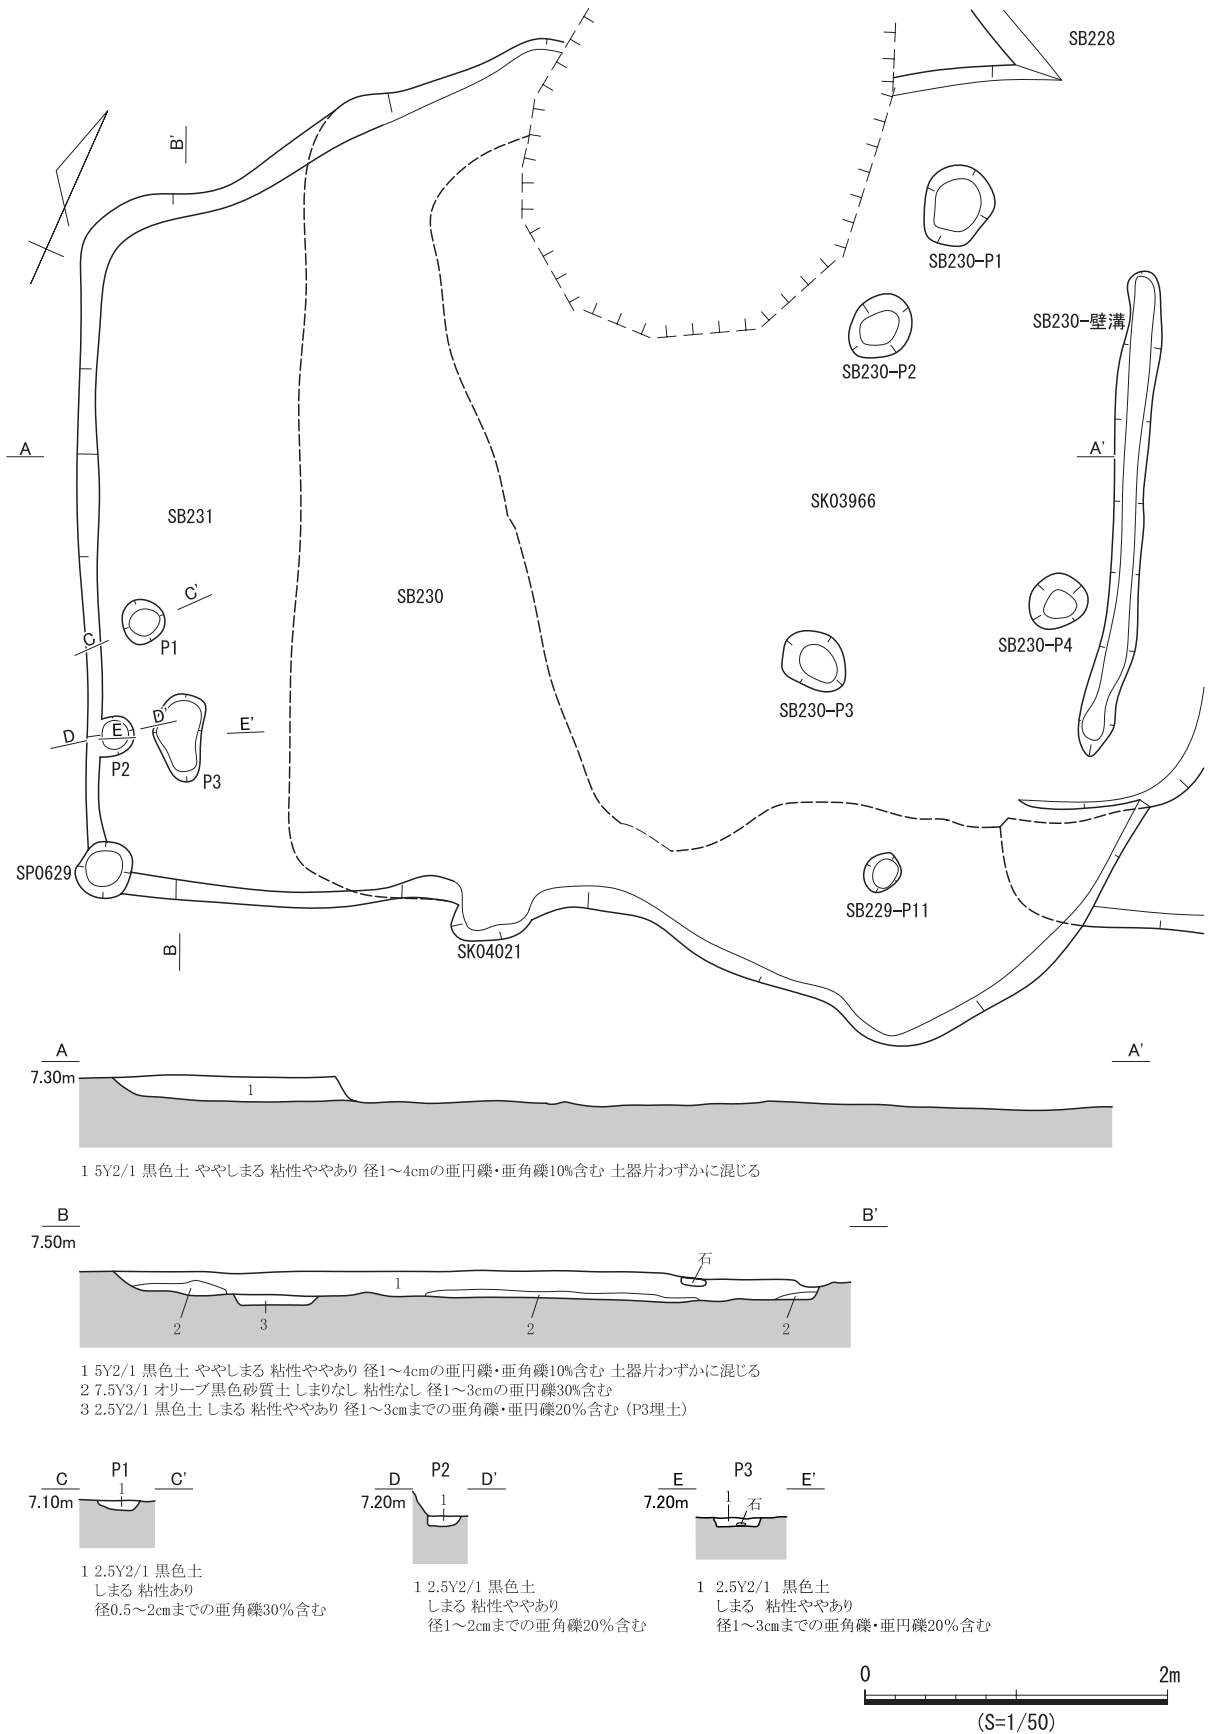 SB228
B'
SB230-P1
SB230-壁溝
SB230-P2
A
A'
SK03966
SB231
C'
SB230
C
P1
SB230-P4
D'
E'
SB230-P3
D
E
P2
P3
SP0629
SB229-P11
B
SK04021
A
A'
7.30m
1
1 5Y2/1 黒色土 ややしまる 粘性ややあり 径1～4cmの亜円礫・亜角礫10%含む 土器片わずかに混じる
B
B'
7.50m
石
1
2
3
2
2
1 5Y2/1 黒色土 ややしまる 粘性ややあり 径1～4cmの亜円礫・亜角礫10%含む 土器片わずかに混じる
2 7.5Y3/1 オリーブ黒色砂質土 しまりなし 粘性なし 径1～3cmの亜円礫30%含む
3 2.5Y2/1 黒色土 しまる 粘性ややあり 径1～3cmまでの亜角礫・亜円礫20%含む (P3埋土)
P1
C
C'
7.10m
1
1 2.5Y2/1 黒色土
しまる 粘性あり
径0.5～2cmまでの亜角礫30%含む
P2
D
D'
7.20m
1
1 2.5Y2/1 黒色土
しまる 粘性ややあり
径1～2cmまでの亜角礫20%含む
P3
E
E'
7.20m
1
石
1 2.5Y2/1 黒色土
しまる 粘性ややあり
径1～3cmまでの亜角礫・亜円礫20%含む
0
2m
(S=1/50)